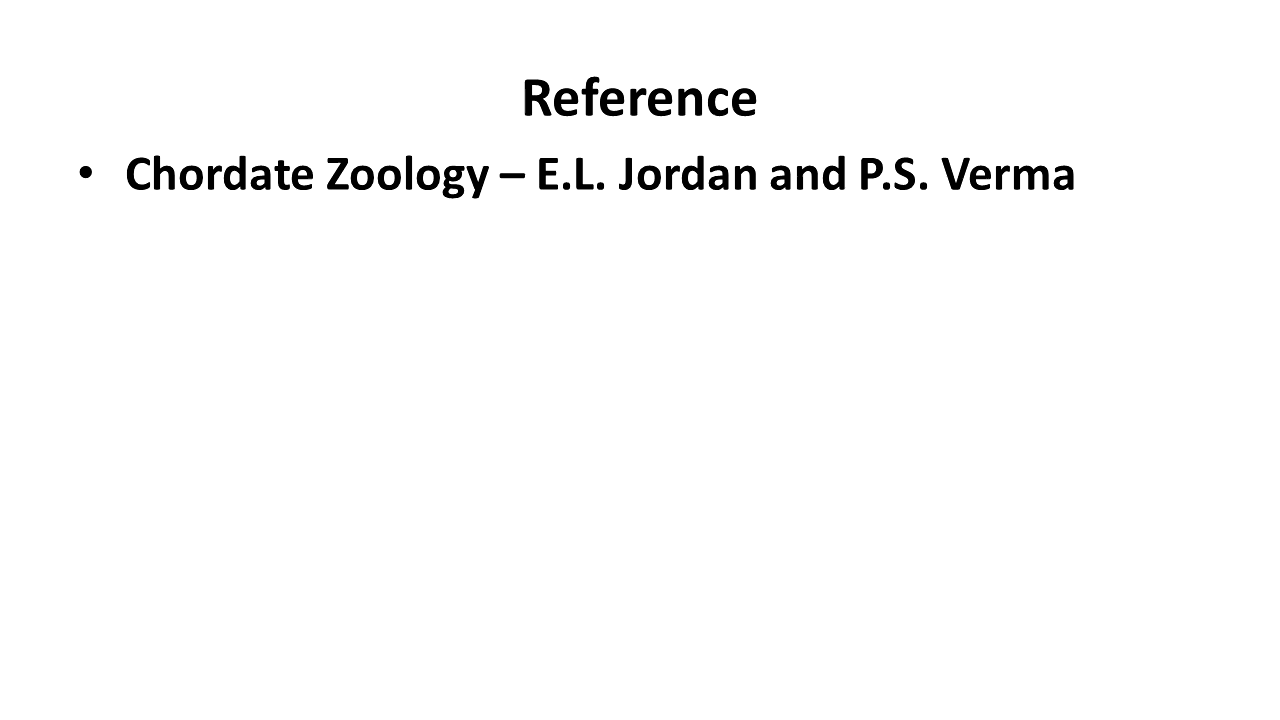 Reference
• Chordate Zoology – E.L. Jordan and P.S. Verma